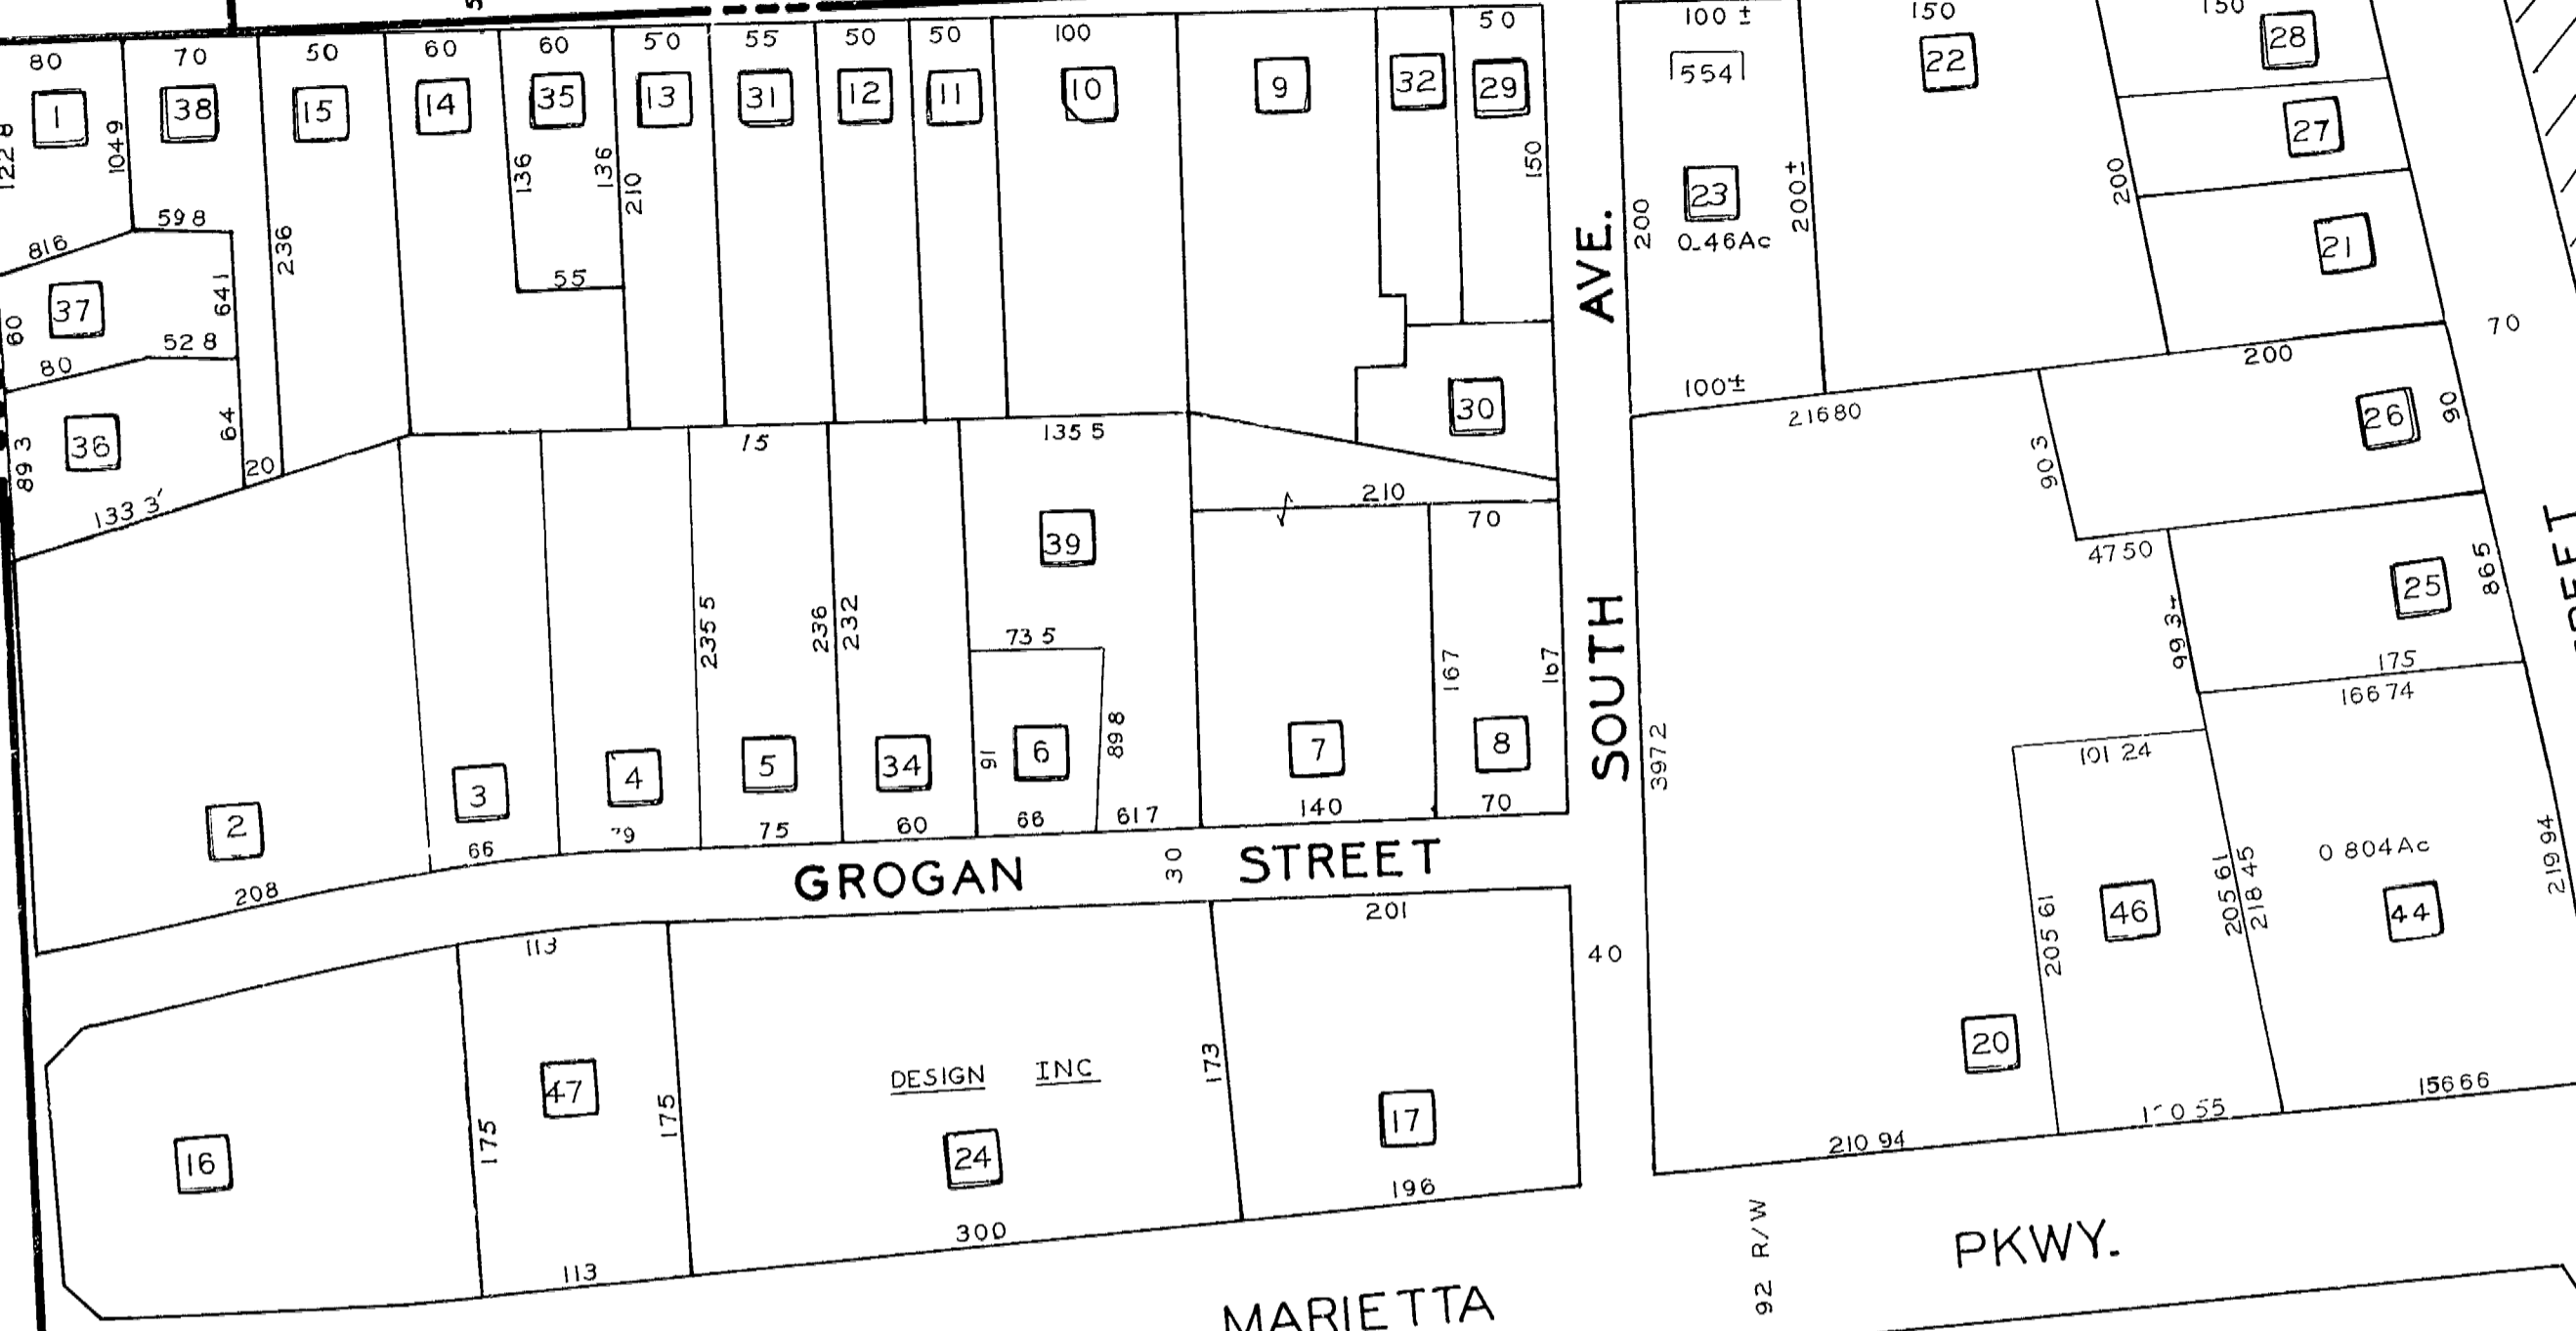 80 70 50 60 60 50 55 50 50 100 50 100 ± 150 150
1 38 15 14 35 13 31 12 11 10 9 32 29 554 22 28
122 8 104 9 136 136 210 150 27
59 8 23 200 200± 200
816 236 0.46Ac 21
37 64 1 55
60 52 8 70
80 100± 200
36 64 15 135 5 30 216 80 26 90
89 3 20 90 3
133 3' 210
39 70 47 50 25 86 5
235 5 236 232 73 5 99 3± 175
167 167 166 74
3 4 5 34 91 6 89 8 7 8 397 2 101 24
2 66 79 75 60 66 61 7 140 70
208 205 61 205 61 218 45 0 804Ac 219 94
GROGAN 30 STREET
SOUTH AVE.
113 201 46 44
40
47 DESIGN INC 173 20
175 175 17
16 24 210 94 156 66
196
300
113
92 R/W
MARIETTA PKWY.